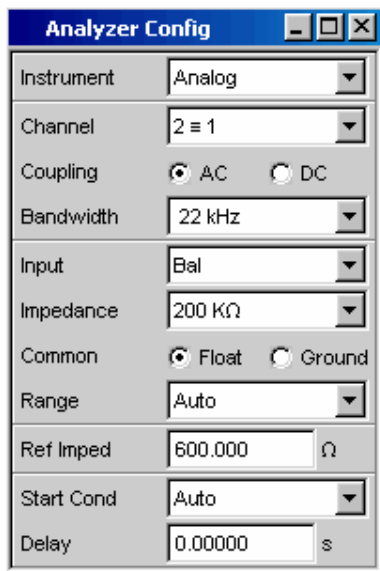 Analyzer Config
Instrument Analog
Channel 2 ≡ 1
Coupling AC DC
Bandwidth 22 kHz
Input Bal
Impedance 200 KΩ
Common Float Ground
Range Auto
Ref Imped 600.000 Ω
Start Cond Auto
Delay 0.00000 s